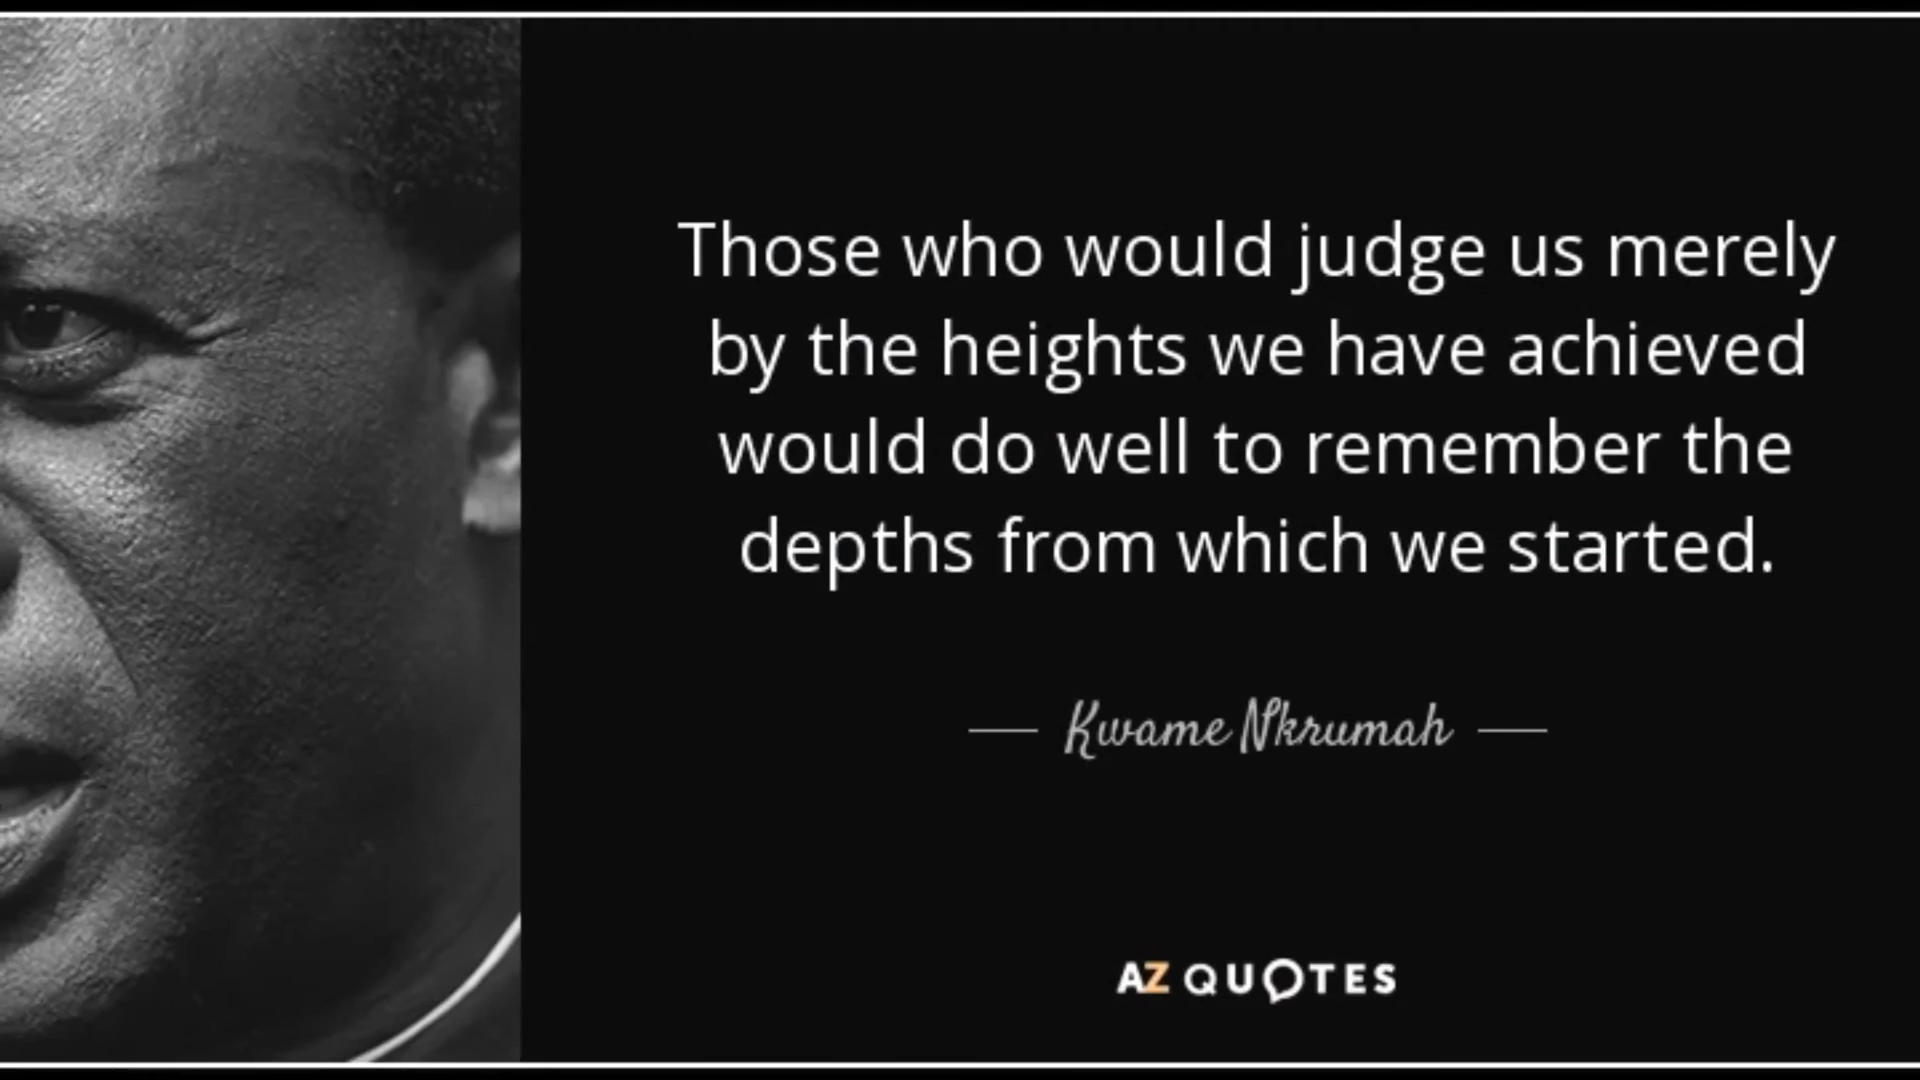 Those who would judge us merely
by the heights we have achieved
would do well to remember the
depths from which we started.
Kwame Nkrumah
AZ QUOTES